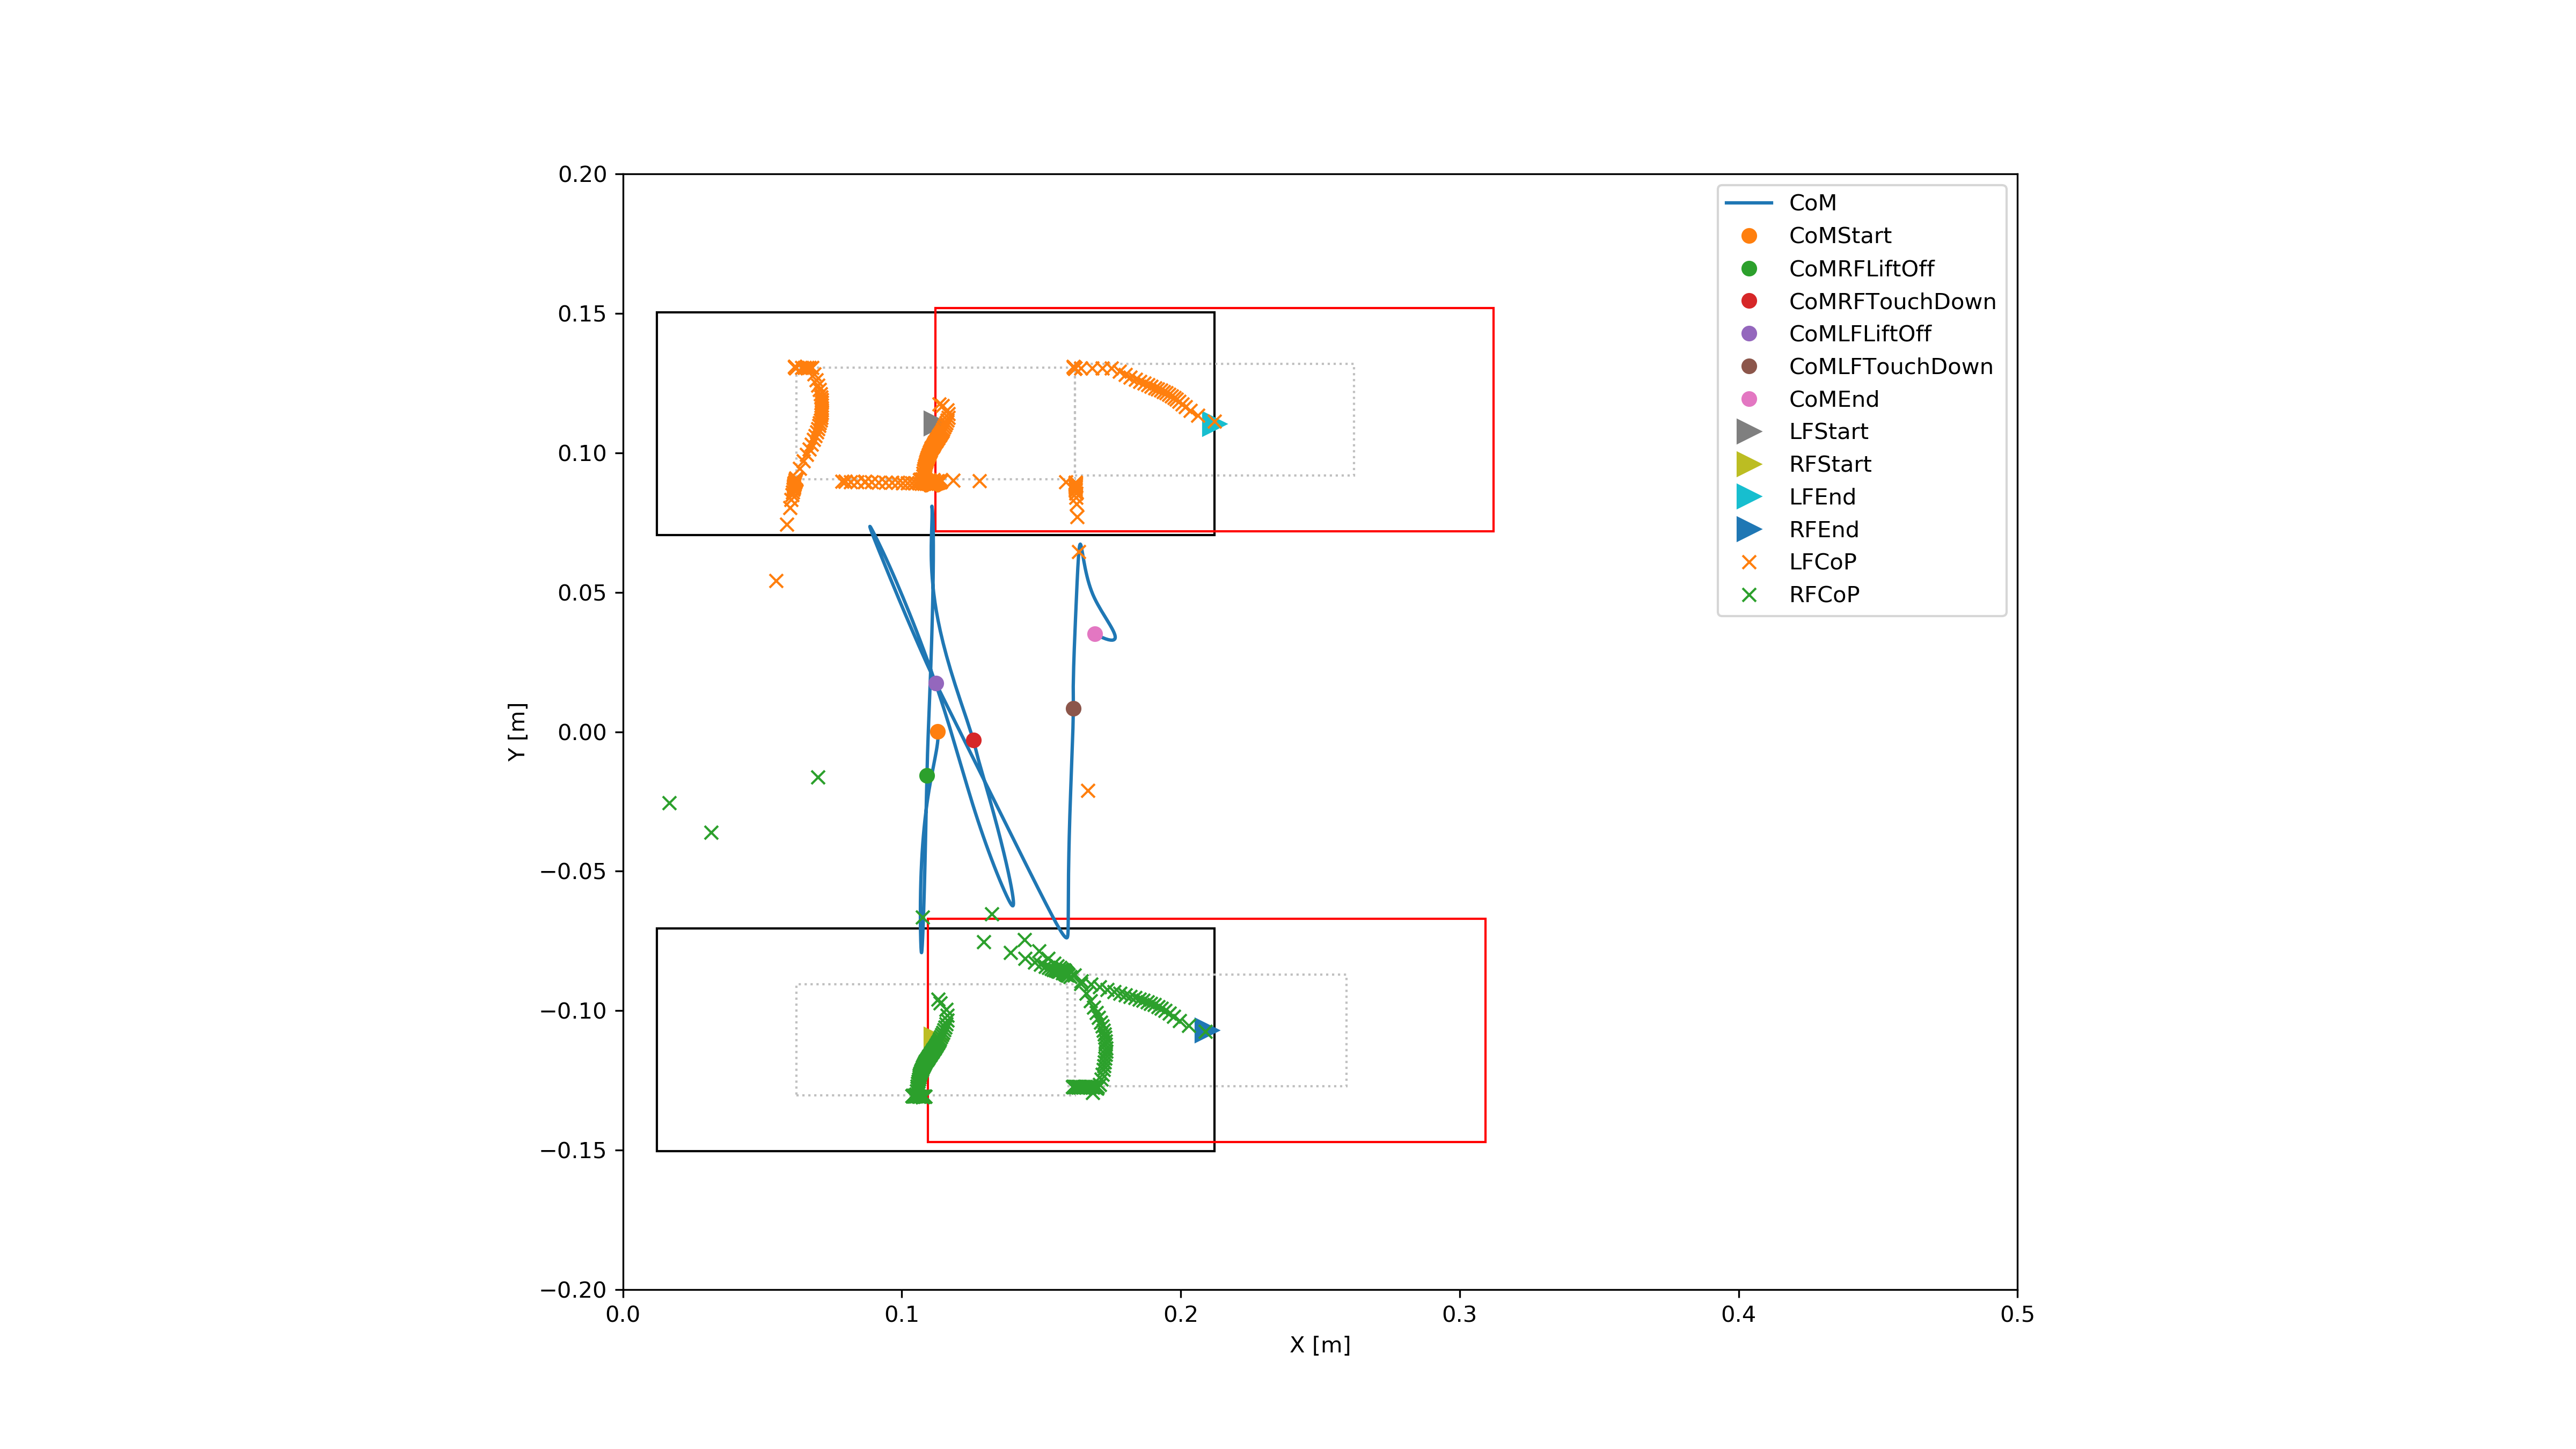 0.20
0.15
0.10
0.05
0.00
−0.05
−0.10
−0.15
−0.20
Y [m]
0.0
0.1
0.2
0.3
0.4
0.5
X [m]
CoM
CoMStart
CoMRFLiftOff
CoMRFTouchDown
CoMLFLiftOff
CoMLFTouchDown
CoMEnd
LFStart
RFStart
LFEnd
RFEnd
LFCoP
RFCoP